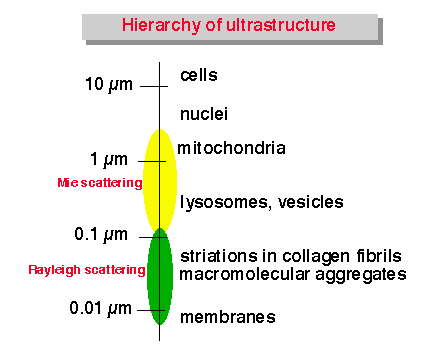 Hierarchy of ultrastructure
cells
10 µm
nuclei
mitochondria
1 µm
Mie scattering
lysosomes, vesicles
0.1 µm
striations in collagen fibrils
Rayleigh scattering
macromolecular aggregates
0.01 µm
membranes